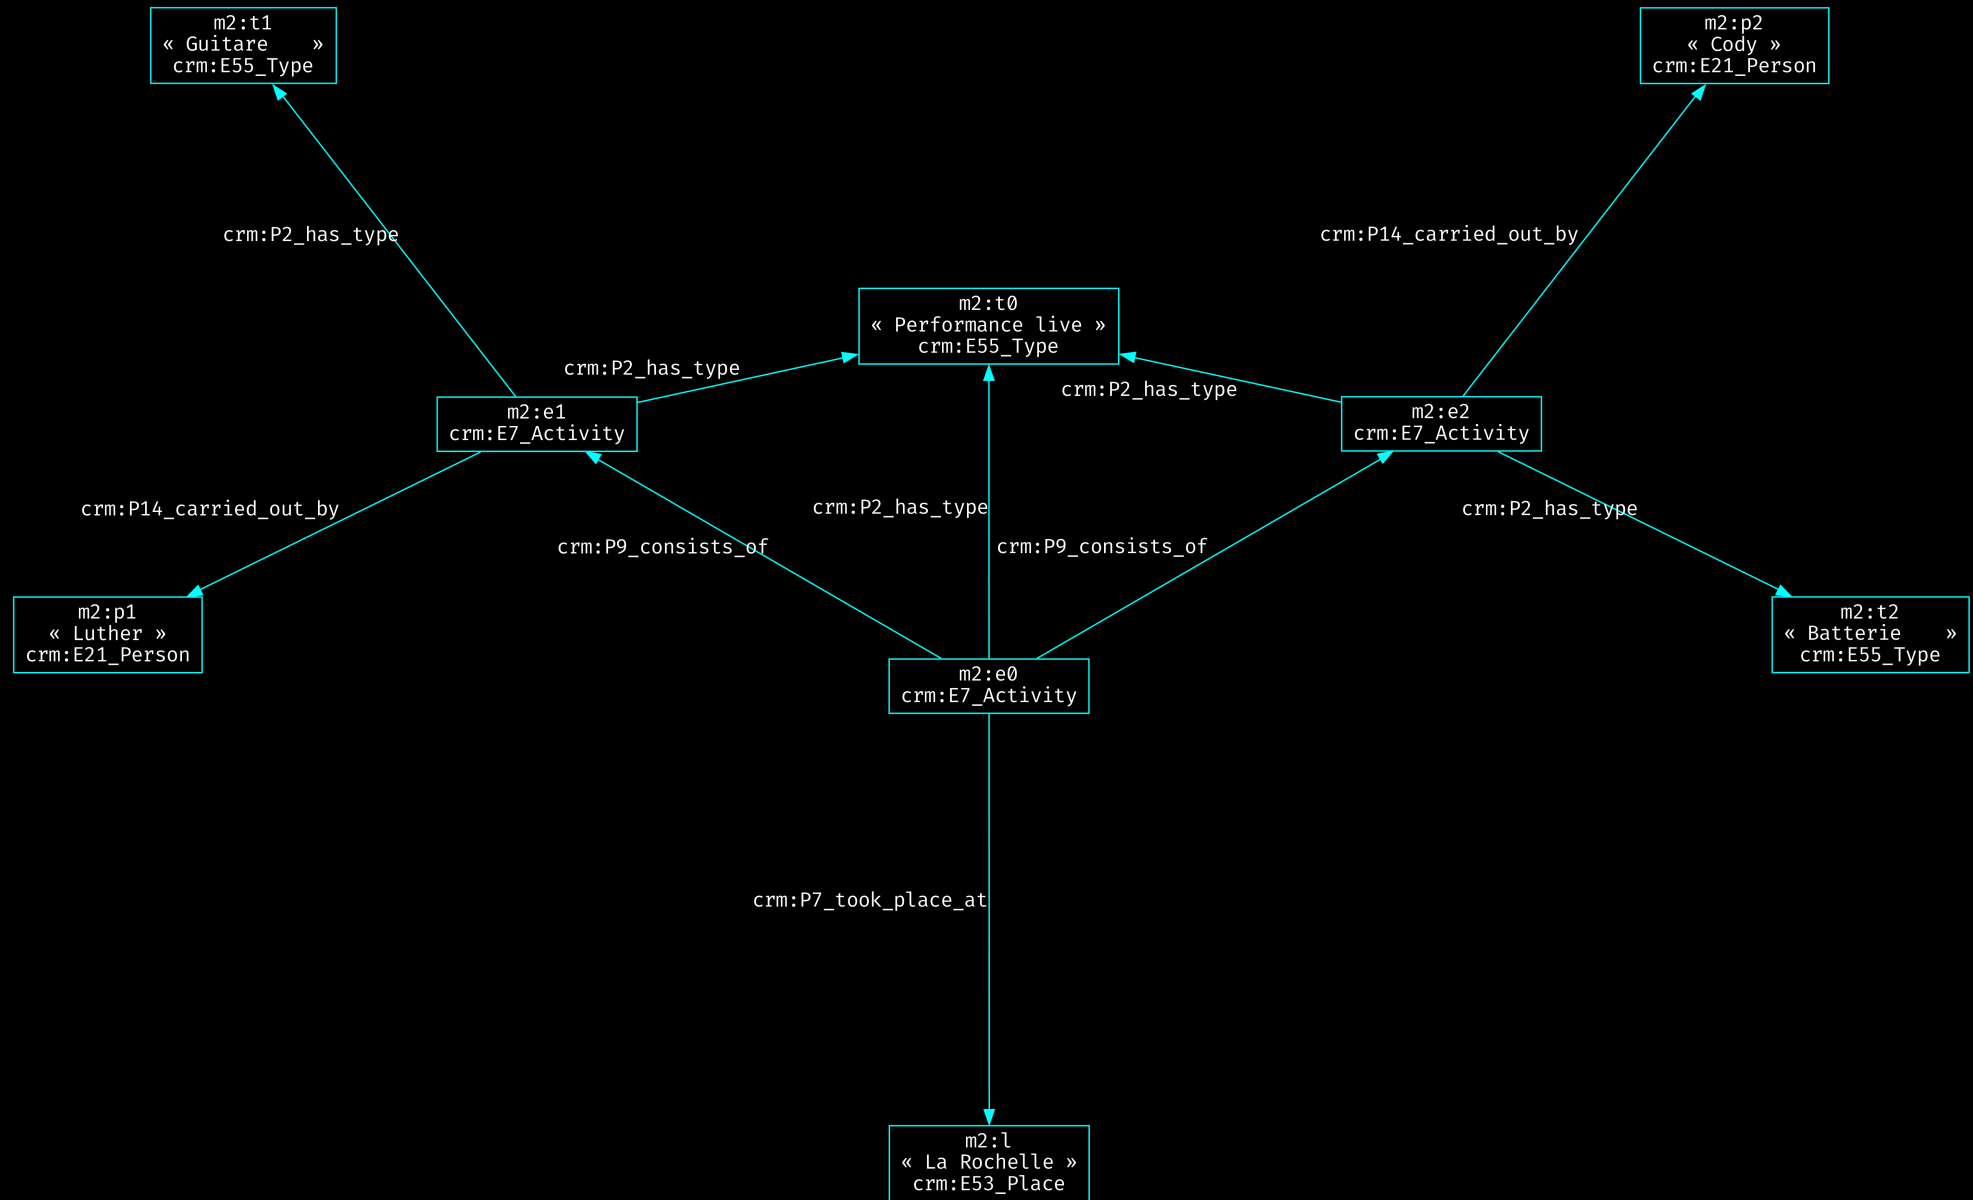 m2:t1
« Guitare    »
crm:E55_Type
m2:p2
« Cody »
crm:E21_Person
crm:P2_has_type
crm:P14_carried_out_by
m2:t0
« Performance live »
crm:E55_Type
crm:P2_has_type
crm:P2_has_type
m2:e1
crm:E7_Activity
m2:e2
crm:E7_Activity
crm:P14_carried_out_by
crm:P2_has_type
crm:P2_has_type
crm:P9_consists_of
crm:P9_consists_of
m2:p1
« Luther »
crm:E21_Person
m2:t2
« Batterie    »
crm:E55_Type
m2:e0
crm:E7_Activity
crm:P7_took_place_at
m2:l
« La Rochelle »
crm:E53_Place